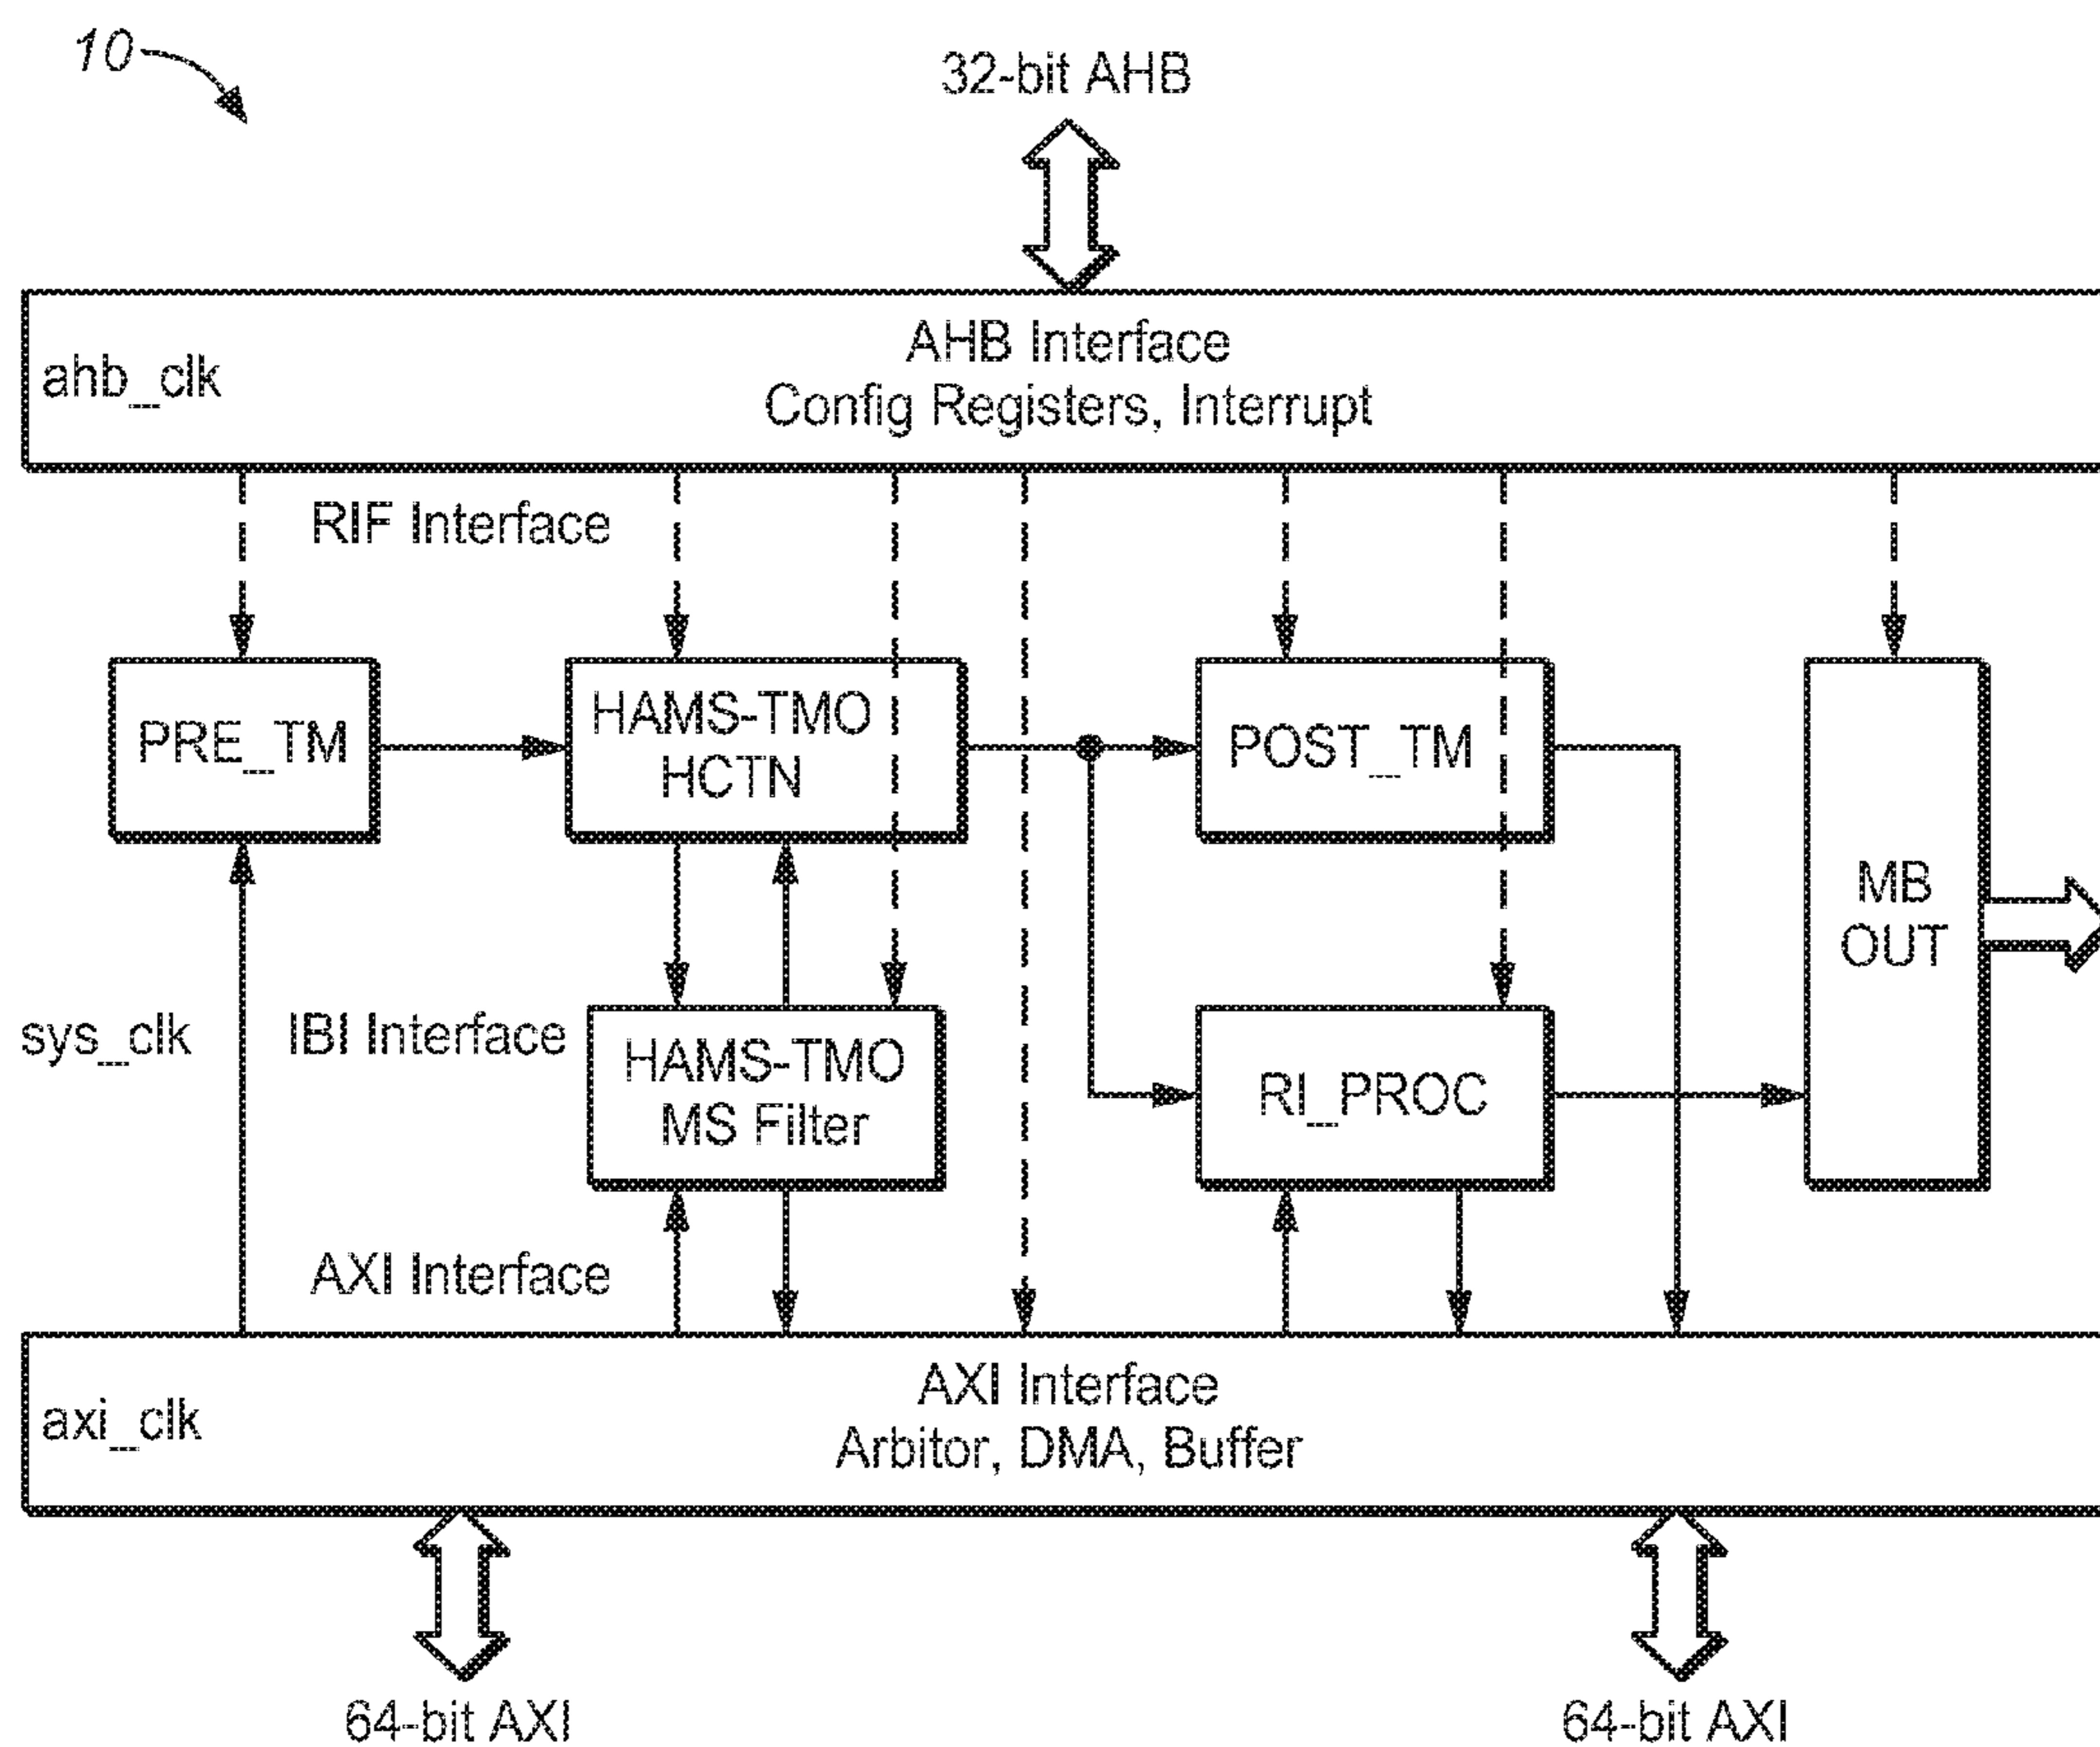 10
32-bit AHB
AHB Interface
ahb_clk
Config Registers, Interrupt
RIF Interface
PRE_TM
HAMS-TMO
HCTN
POST_TM
MB
OUT
sys_clk
IBI Interface
HAMS-TMO
MS Filter
RI_PROC
AXI Interface
AXI Interface
axi_clk
Arbitor, DMA, Buffer
64-bit AXI
64-bit AXI